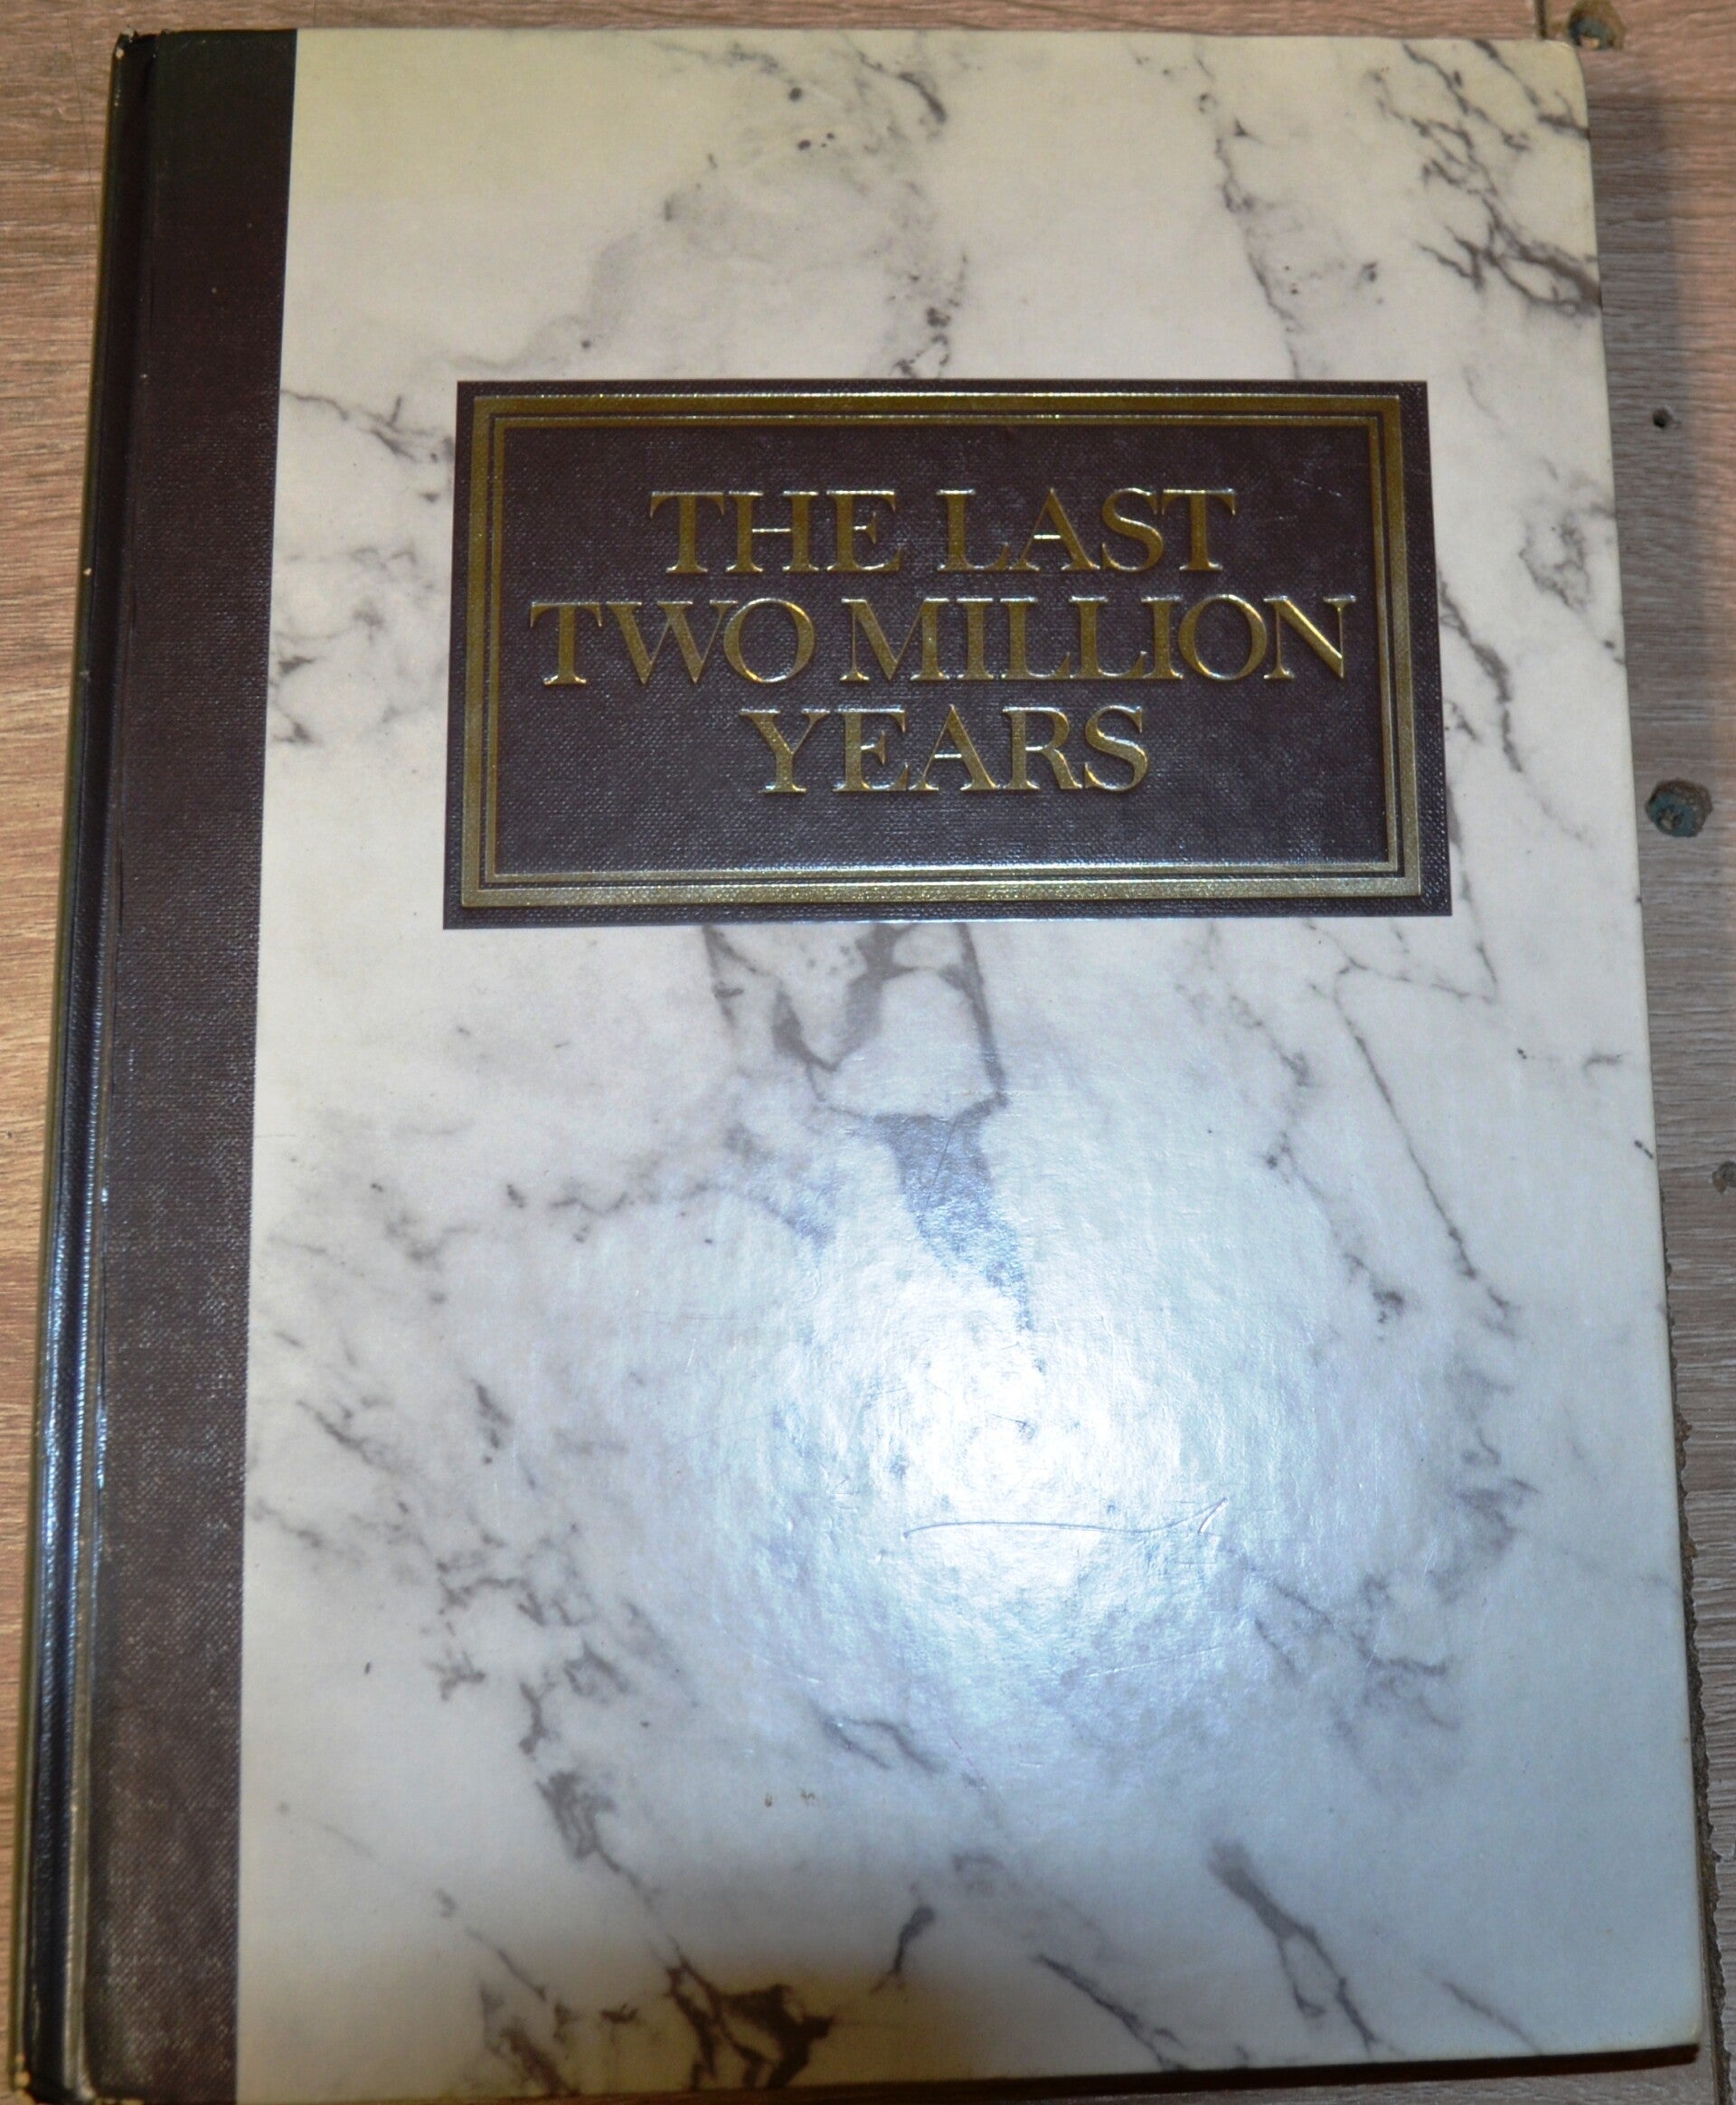 THE LAST
TWO MILLION
YEARS